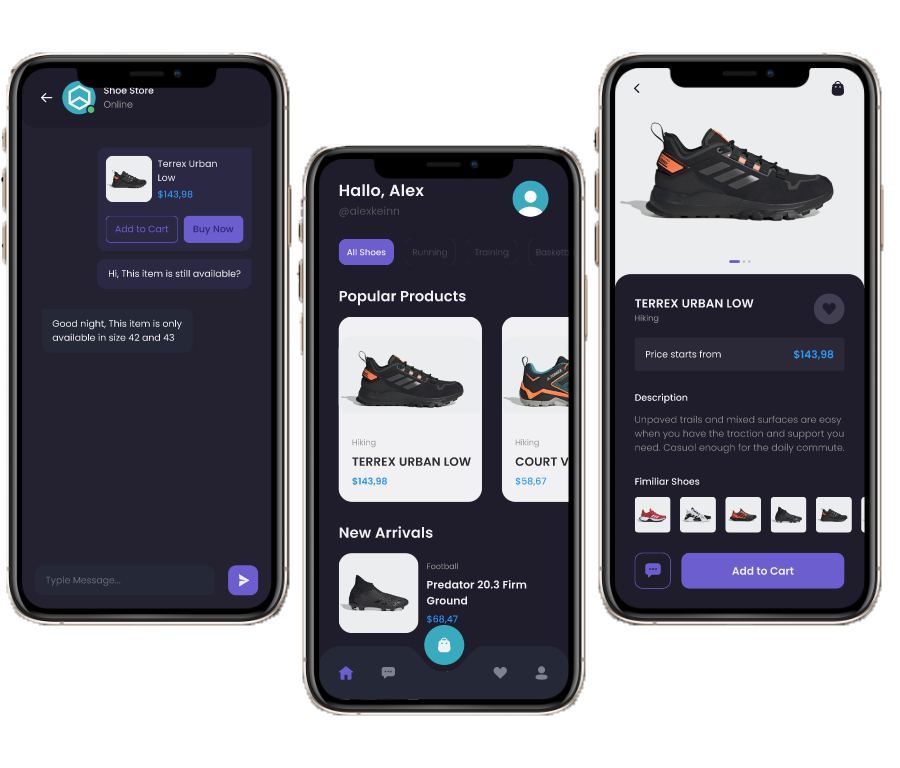 Shoe Store
Online
Terrex Urban
Low
$143,98
Add to Cart
Buy Now
Hi, This item is still available?
Good night, This item is only
available in size 42 and 43
Typle Message...
Hallo, Alex
@alexkeinn
All Shoes
Running
Training
Basketb
Popular Products
Hiking
TERREX URBAN LOW
$143,98
Hiking
COURT V
$58,67
New Arrivals
Football
Predator 20.3 Firm
Ground
$68,47
TERREX URBAN LOW
Hiking
Price starts from
$143,98
Description
Unpaved trails and mixed surfaces are easy
when you have the traction and support you
need. Casual enough for the daily commute.
Fimiliar Shoes
Add to Cart